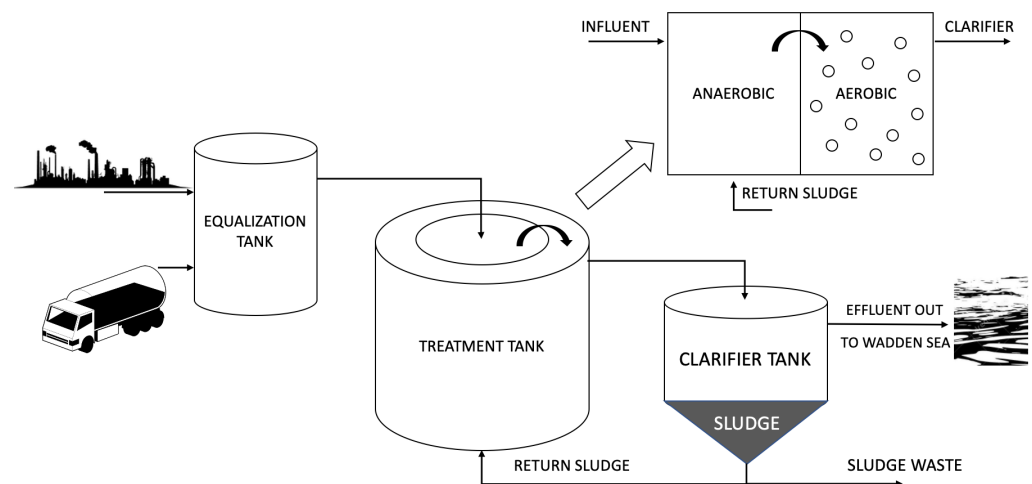 INFLUENT
CLARIFIER
ANAEROBIC
AEROBIC
RETURN SLUDGE
EQUALIZATION
TANK
TREATMENT TANK
CLARIFIER TANK
SLUDGE
EFFLUENT OUT
TO WADDEN SEA
RETURN SLUDGE
SLUDGE WASTE